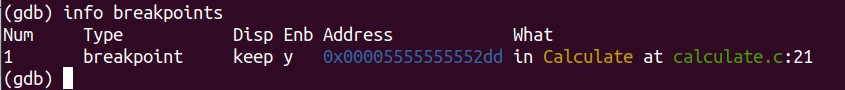 (gdb) info breakpoints
Num     Type           Disp Enb Address            What
1       breakpoint     keep y   0x00005555555552dd in Calculate at calculate.c:21
(gdb)